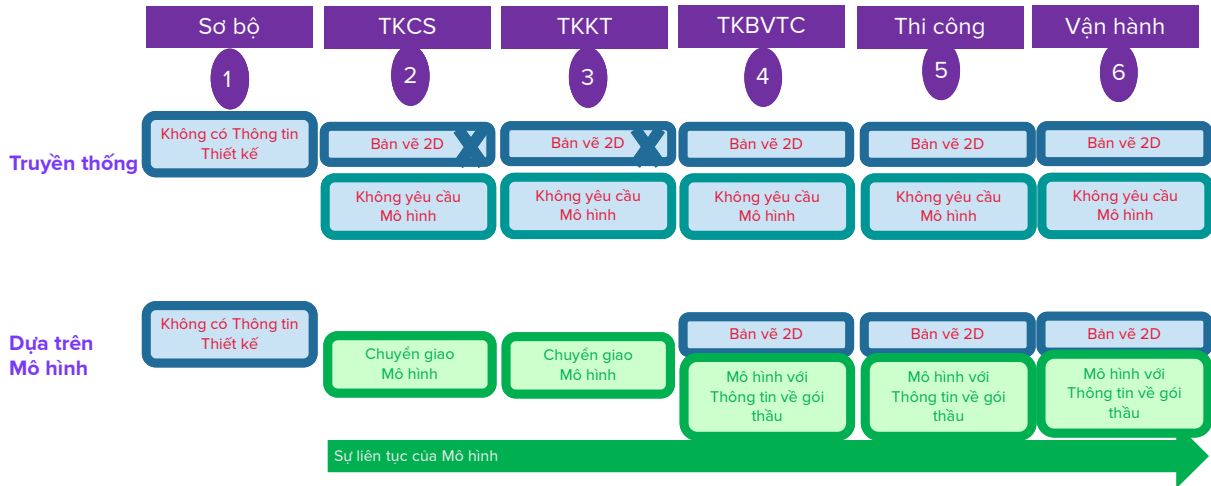 Sơ bộ
TKCS
TKKT
TKBVTC
Thi công
Vận hành
1
2
3
4
5
6
Truyền thống
Không có Thông tin
Thiết kế
Bản vẽ 2D
X
Bản vẽ 2D
X
Bản vẽ 2D
Bản vẽ 2D
Bản vẽ 2D
Không yêu cầu
Mô hình
Không yêu cầu
Mô hình
Không yêu cầu
Mô hình
Không yêu cầu
Mô hình
Không yêu cầu
Mô hình
Dựa trên
Mô hình
Không có Thông tin
Thiết kế
Chuyển giao
Mô hình
Chuyển giao
Mô hình
Bản vẽ 2D
Bản vẽ 2D
Bản vẽ 2D
Mô hình với
Thông tin về gói
thầu
Mô hình với
Thông tin về gói
thầu
Mô hình với
Thông tin về gói
thầu
Sự liên tục của Mô hình